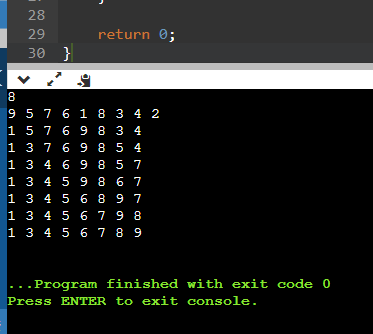 28
29 return 0;
30 }
8
9 5 7 6 1 8 3 4 2
1 5 7 6 9 8 3 4
1 3 7 6 9 8 5 4
1 3 4 6 9 8 5 7
1 3 4 5 9 8 6 7
1 3 4 5 6 8 9 7
1 3 4 5 6 7 9 8
1 3 4 5 6 7 8 9
...Program finished with exit code 0
Press ENTER to exit console.